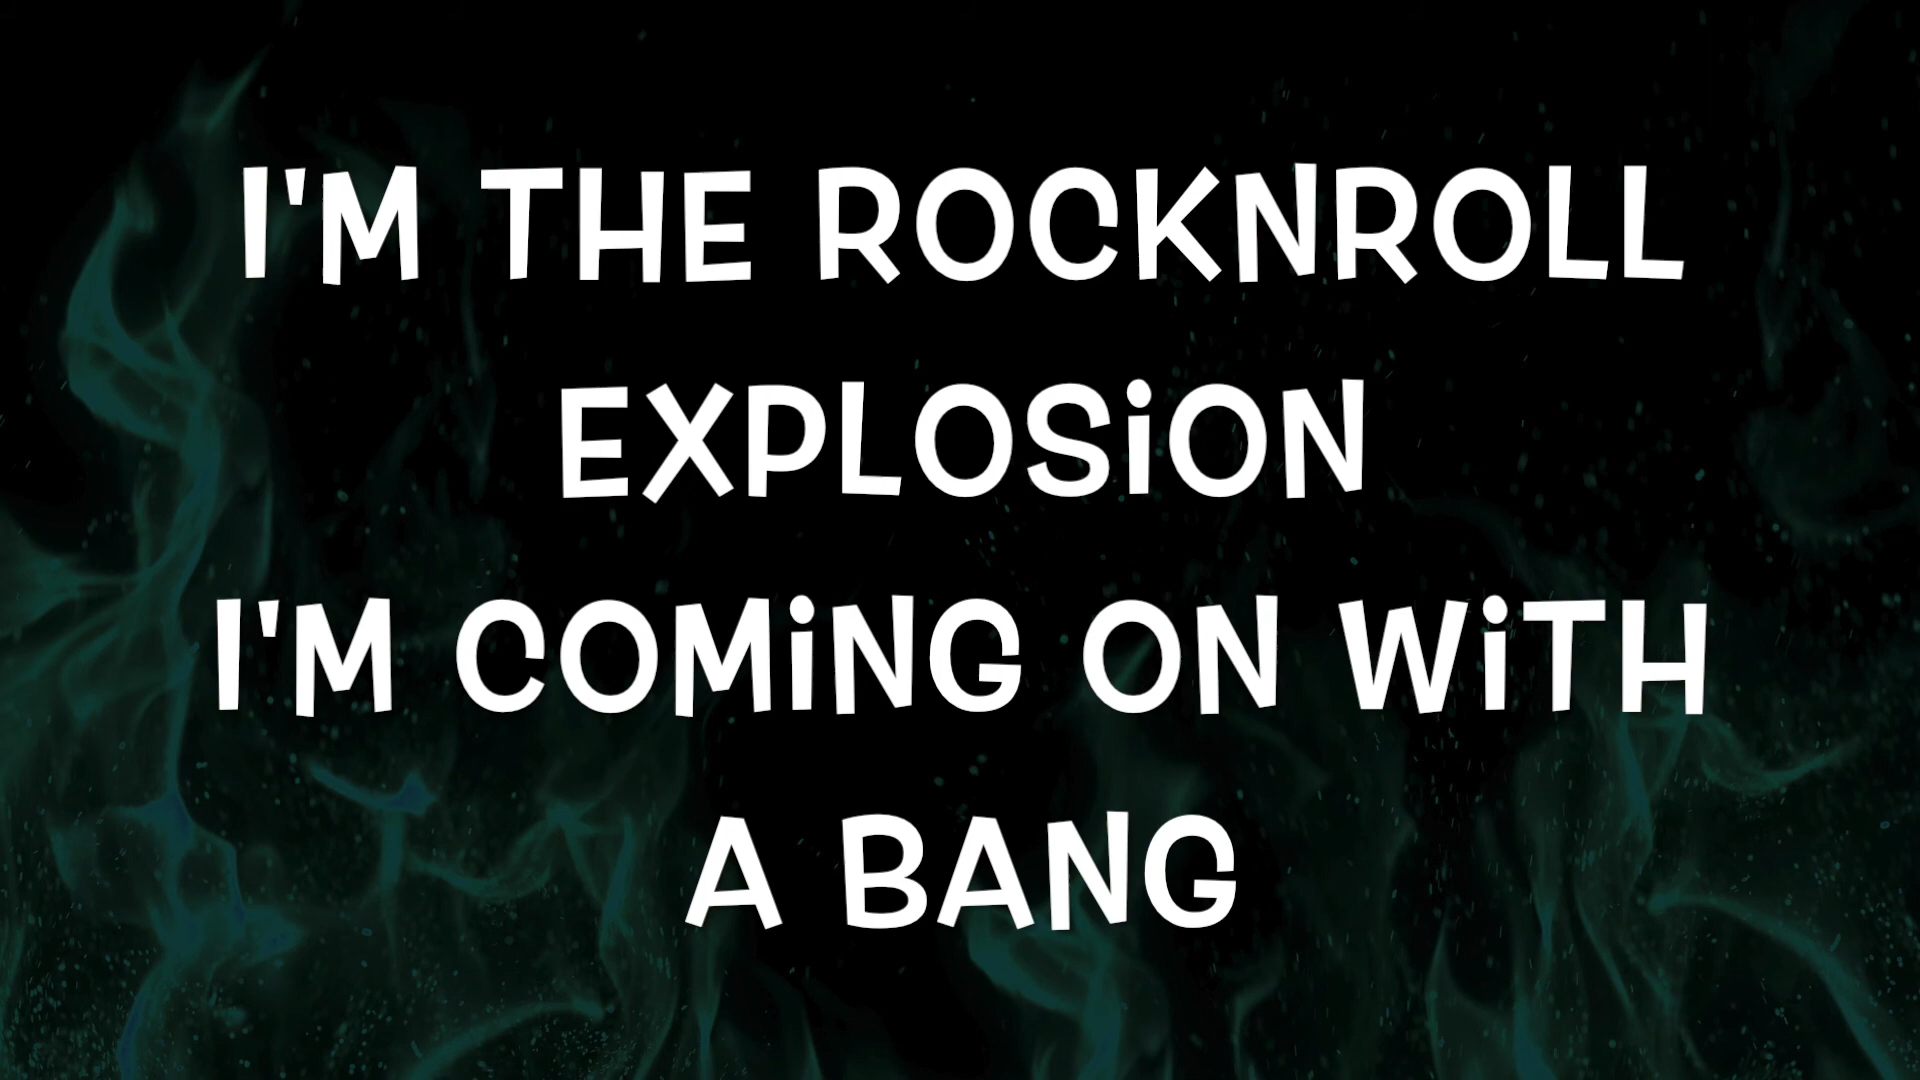 I'M THE ROCKNROLL
EXPLOSiON
I'M COMiNG ON WiTH
A BANG